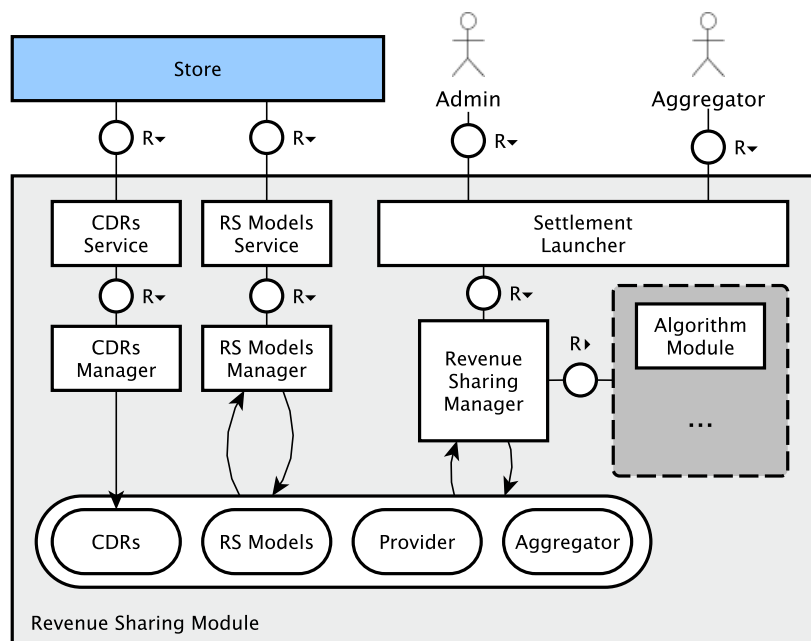 Store
Admin
Aggregator
R
R
R
R
CDRs
Service
RS Models
Service
Settlement
Launcher
R
R
R
CDRs
Manager
RS Models
Manager
Revenue
Sharing
Manager
R
Algorithm
Module
...
CDRs
RS Models
Provider
Aggregator
Revenue Sharing Module